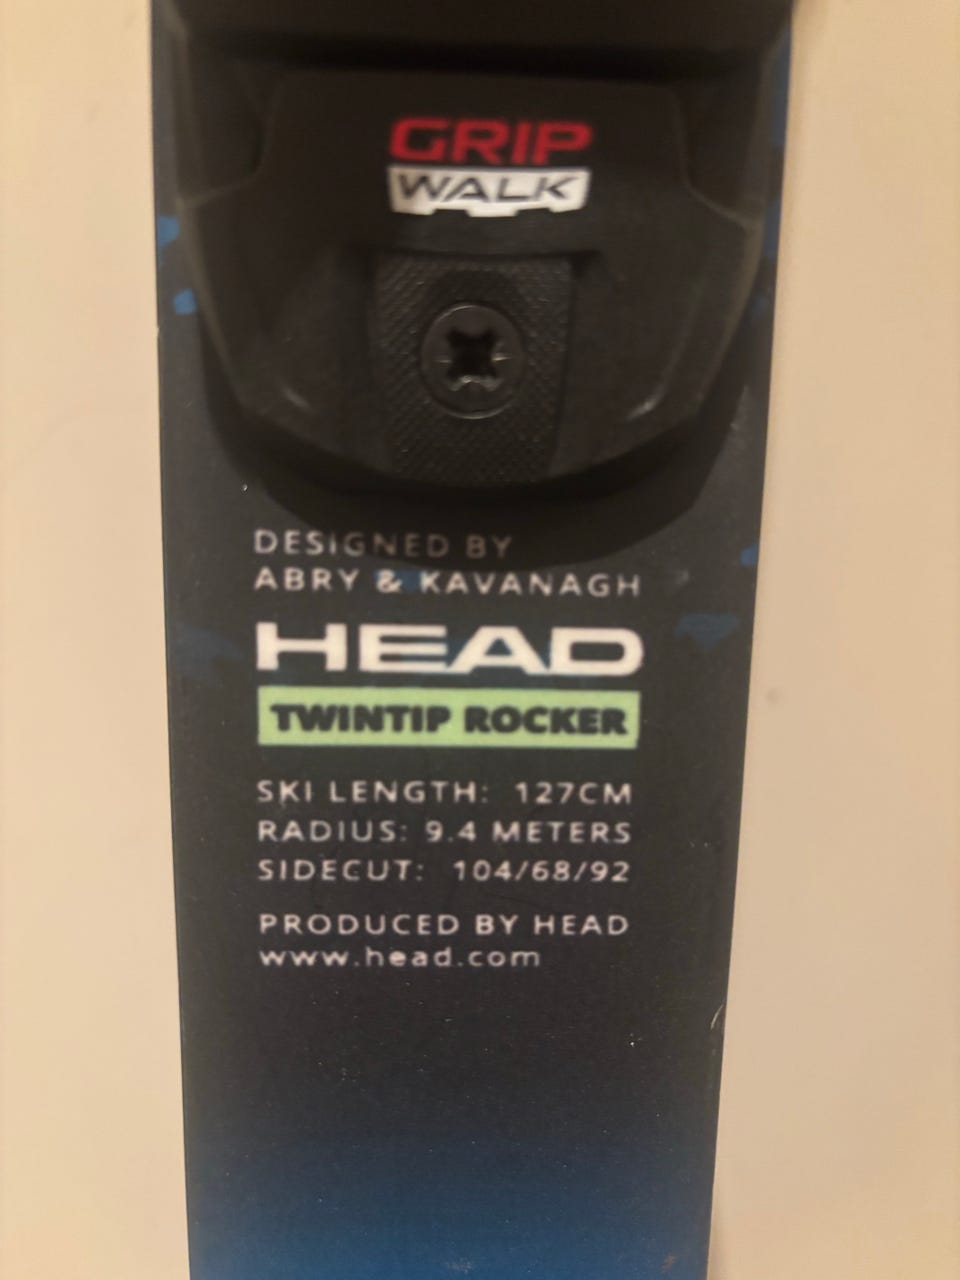 GRIP
WALK
DESIGNED BY
ABRY & KAVANAGH
HEAD
TWINTIP ROCKER
SKI LENGTH: 127CM
RADIUS: 9.4 METERS
SIDECUT: 104/68/92
PRODUCED BY HEAD
www.head.com